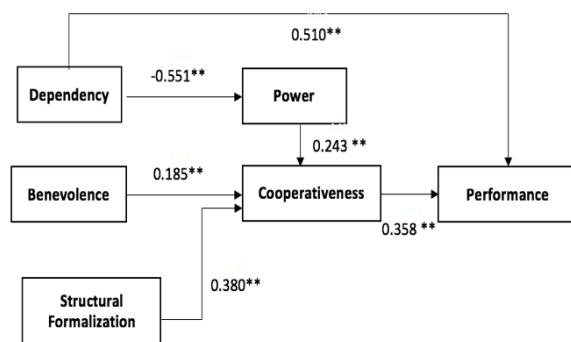 0.510**
-0.551**
Dependency
Power
0.243 **
0.185**
Benevolence
Cooperativeness
Performance
0.358 **
0.380**
Structural
Formalization